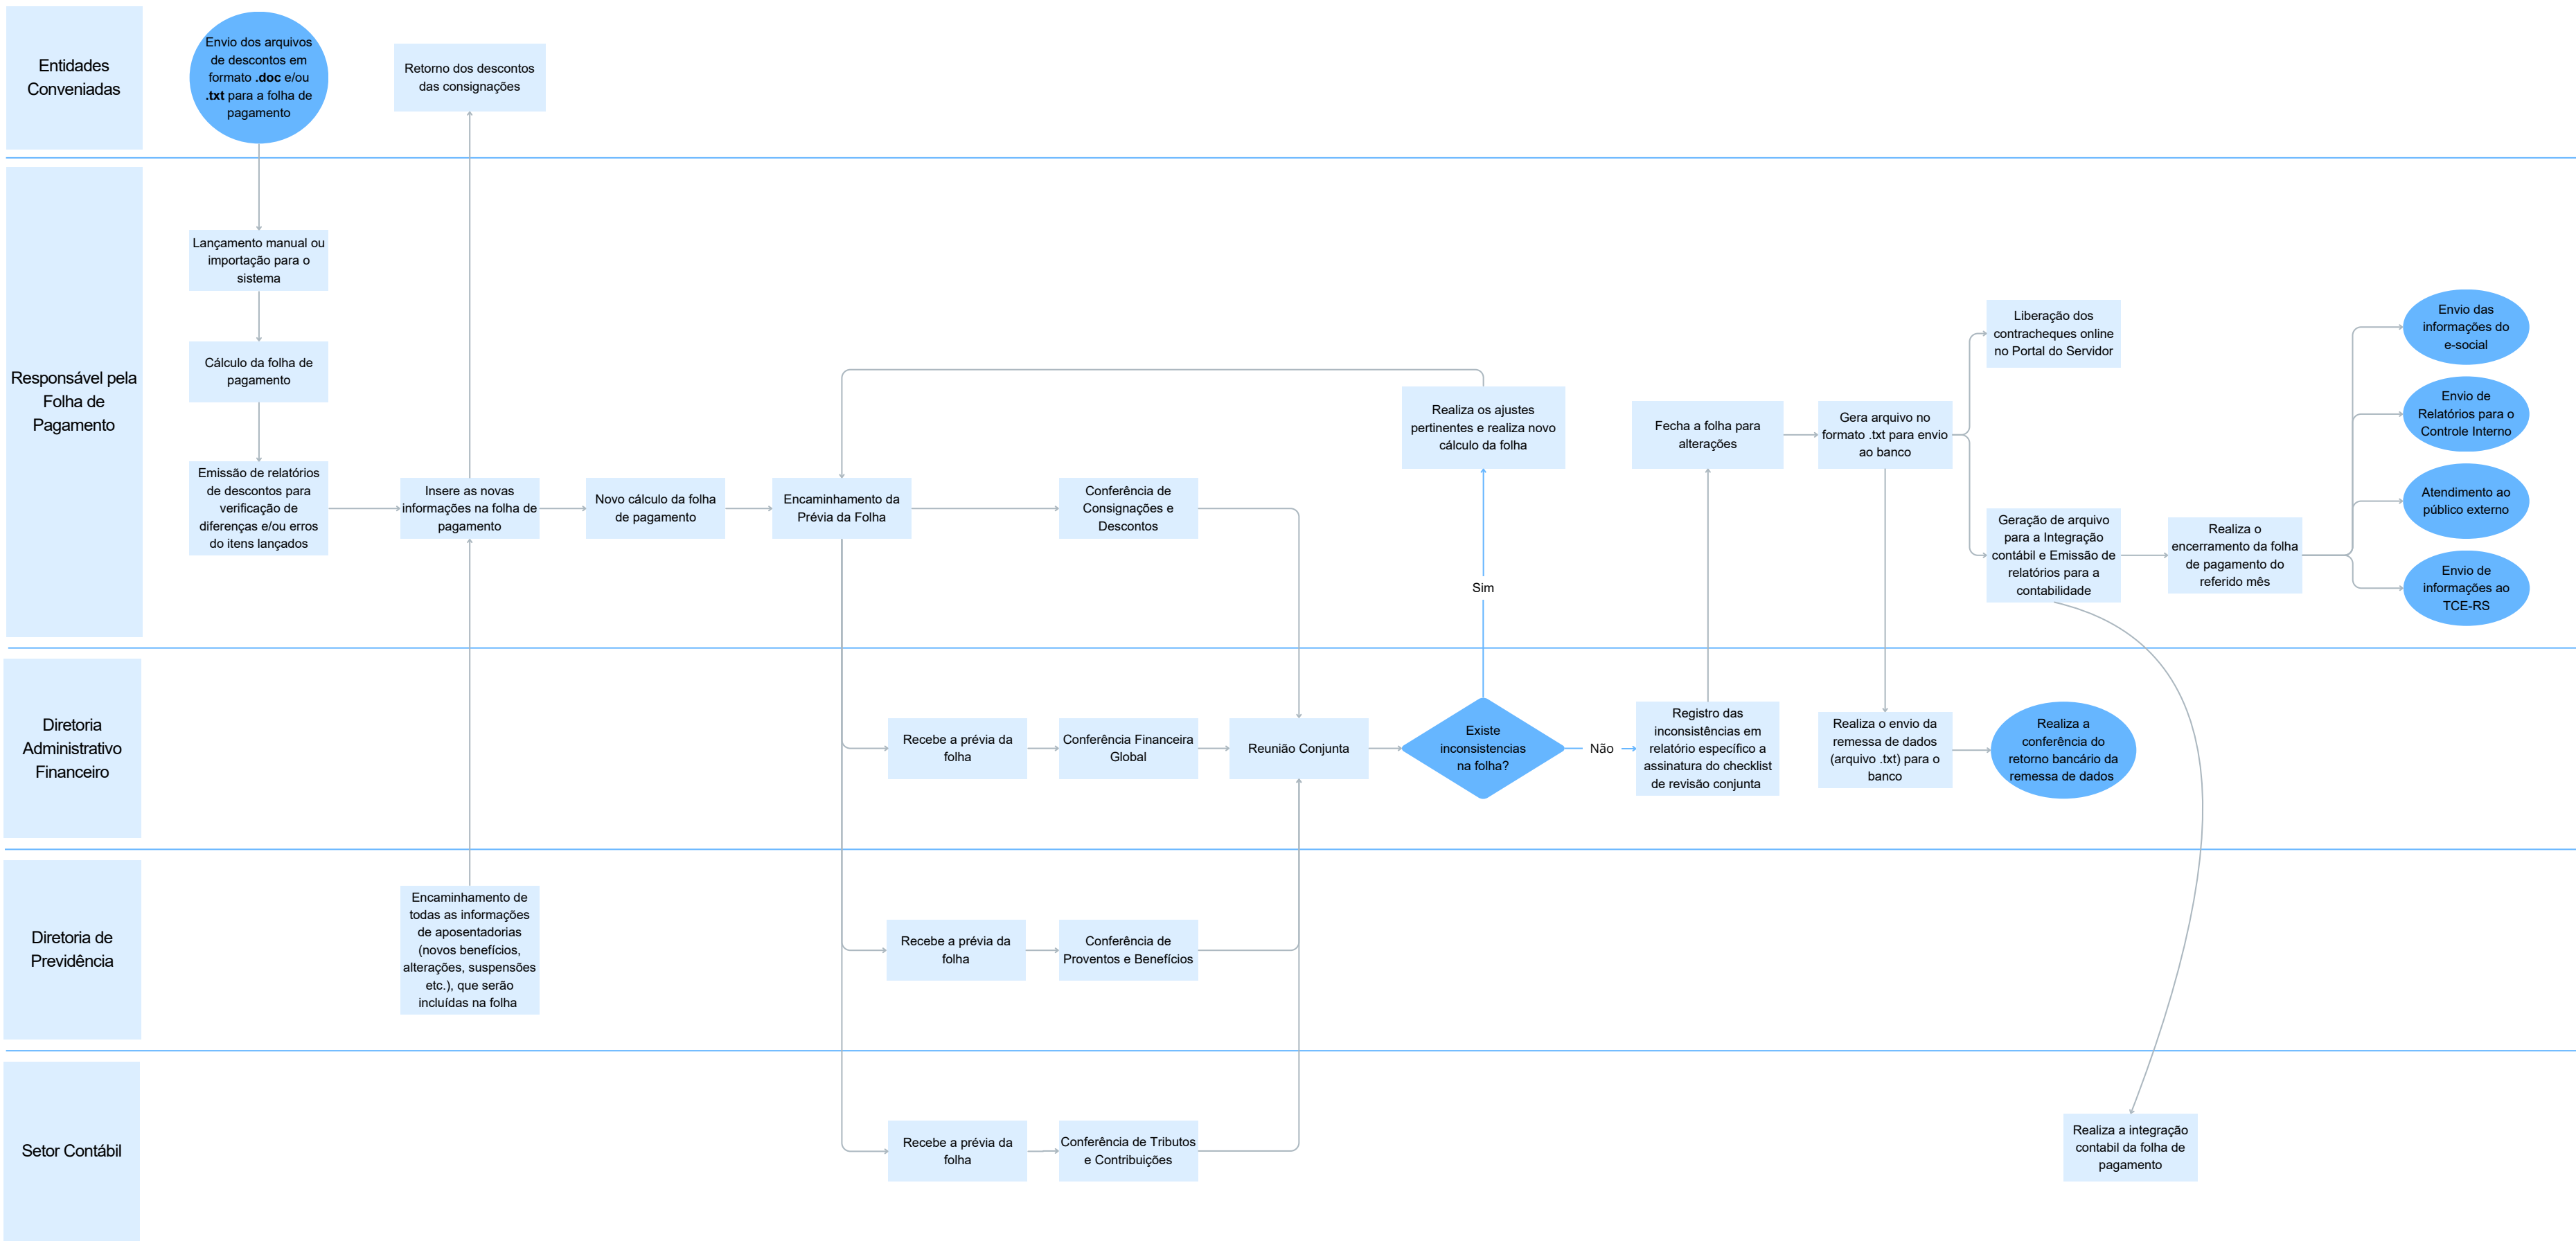 Entidades
Conveniadas
Envio dos arquivos
de descontos em
formato .doc e/ou
.txt para a folha de
pagamento
Retorno dos descontos
das consignações
Responsável pela
Folha de
Pagamento
Lançamento manual ou
importação para o
sistema
Cálculo da folha de
pagamento
Emissão de relatórios
de descontos para
verificação de
diferenças e/ou erros
do itens lançados
Insere as novas
informações na folha de
pagamento
Novo cálculo da folha
de pagamento
Encaminhamento da
Prévia da Folha
Conferência de
Consignações e
Descontos
Realiza os ajustes
pertinentes e realiza novo
cálculo da folha
Sim
Fecha a folha para
alterações
Gera arquivo no
formato .txt para envio
ao banco
Liberação dos
contracheques online
no Portal do Servidor
Geração de arquivo
para a Integração
contábil e Emissão de
relatórios para a
contabilidade
Realiza o
encerramento da folha
de pagamento do
referido mês
Envio das
informações do
e-social
Envio de
Relatórios para o
Controle Interno
Atendimento ao
público externo
Envio de
informações ao
TCE-RS
Diretoria
Administrativo
Financeiro
Recebe a prévia da
folha
Conferência Financeira
Global
Reunião Conjunta
Existe
inconsistencias
na folha?
Não
Registro das
inconsistências em
relatório específico a
assinatura do checklist
de revisão conjunta
Realiza o envio da
remessa de dados
(arquivo .txt) para o
banco
Realiza a
conferência do
retorno bancário da
remessa de dados
Diretoria de
Previdência
Encaminhamento de
todas as informações
de aposentadorias
(novos benefícios,
alterações, suspensões
etc.), que serão
incluídas na folha
Recebe a prévia da
folha
Conferência de
Proventos e Benefícios
Setor Contábil
Recebe a prévia da
folha
Conferência de Tributos
e Contribuições
Realiza a integração
contabil da folha de
pagamento